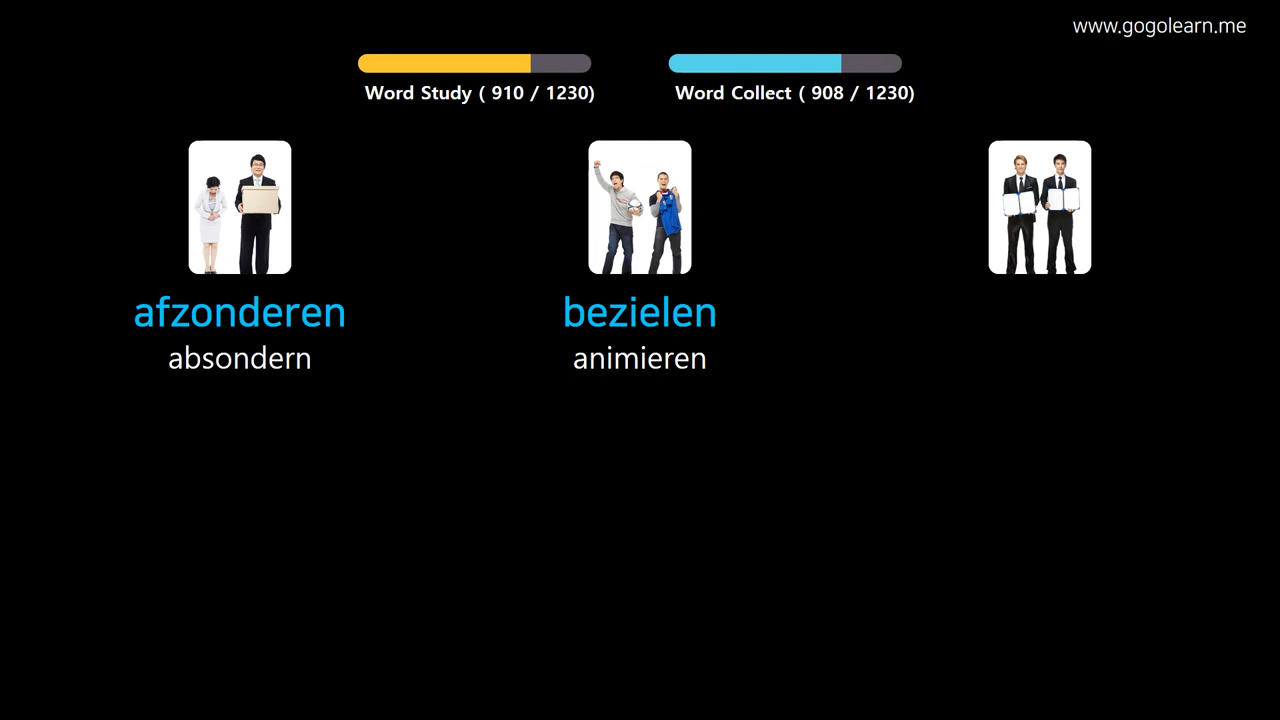 www.gogolearn.me
Word Study ( 910 / 1230)
Word Collect ( 908 / 1230)
afzonderen
absondern
bezielen
animieren